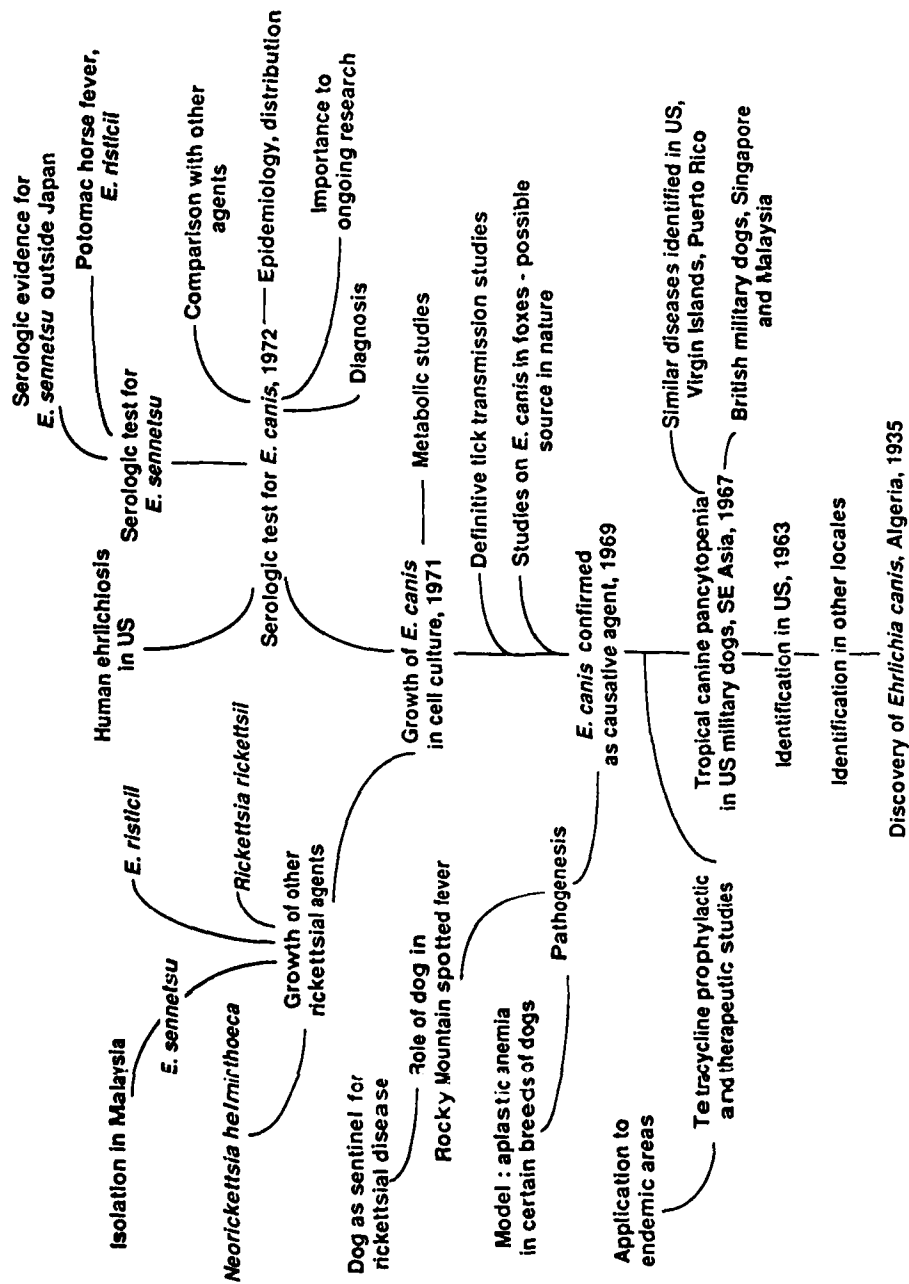 Serologic evidence for
E. sennetsu outside Japan
Potomac horse fever,
E. risticii
Serologic test for
E. sennetsu
Human ehrlichiosis
in US
Comparison with other
agents
Serologic test for E. canis, 1972
Epidemiology, distribution
Importance to
ongoing research
Diagnosis
Isolation in Malaysia
E. sennetsu
E. risticii
Rickettsia rickettsii
Neorickettsia helmirthoeca
Growth of other
rickettsial agents
Growth of E. canis
in cell culture, 1971
Metabolic studies
Definitive tick transmission studies
Studies on E. canis in foxes - possible
source in nature
Dog as sentinel for
rickettsial disease
Role of dog in
Rocky Mountain spotted fever
Model : aplastic anemia
in certain breeds of dogs
Pathogenesis
E. canis confirmed
as causative agent, 1969
Application to
endemic areas
Tetracycline prophylactic
and therapeutic studies
Tropical canine pancytopenia
in US military dogs, SE Asia, 1967
Similar diseases identified in US,
Virgin Islands, Puerto Rico
British military dogs, Singapore
and Malaysia
Identification in US, 1963
Identification in other locales
Discovery of Ehrlichia canis, Algeria, 1935